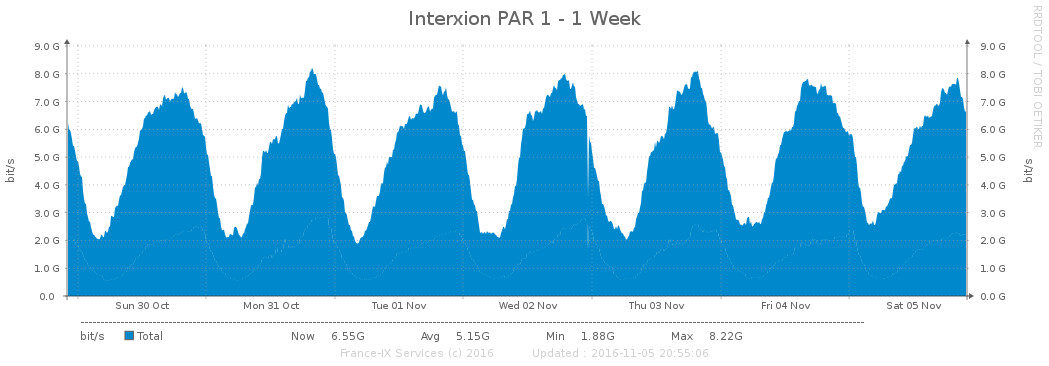 Interxion PAR 1 - 1 Week
RRDTOOL / TOBI OETIKER
bit/s
9.0 G 9.0 G
8.0 G 8.0 G
7.0 G 7.0 G
6.0 G 6.0 G
5.0 G 5.0 G
4.0 G 4.0 G
3.0 G 3.0 G
2.0 G 2.0 G
1.0 G 1.0 G
0.0 0.0 G
bit/s
Sun 30 Oct Mon 31 Oct Tue 01 Nov Wed 02 Nov Thu 03 Nov Fri 04 Nov Sat 05 Nov
bit/s Total Now 6.55G Avg 5.15G Min 1.88G Max 8.22G
France-IX Services (c) 2016 Updated : 2016-11-05 20:55:06